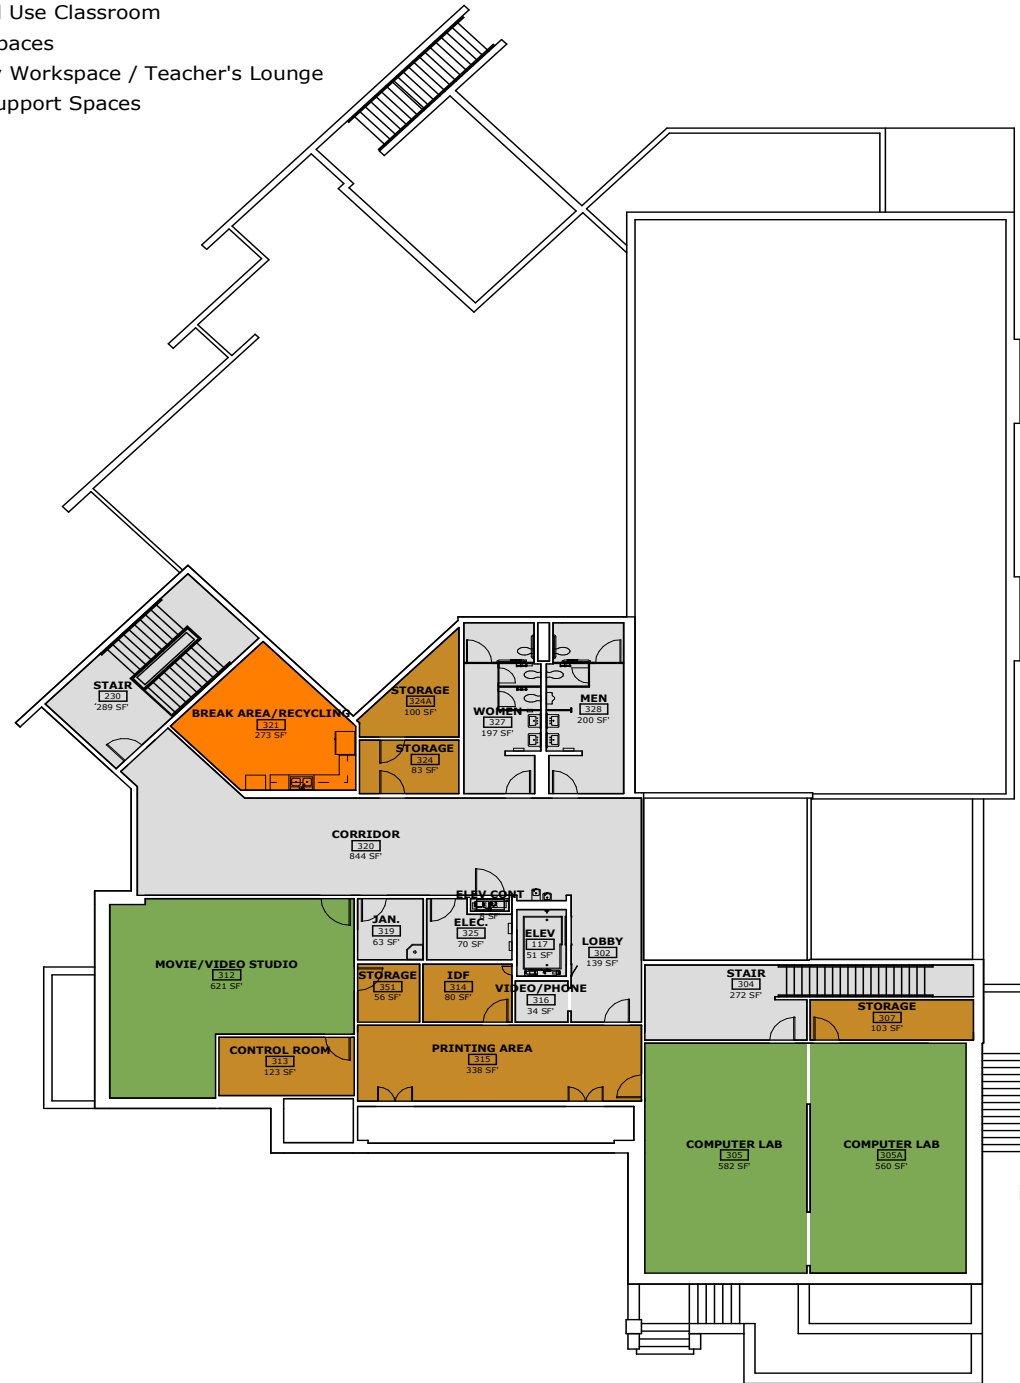 l Use Classroom
paces
Workspace / Teacher's Lounge
upport Spaces
STAIR
230
289 SF
BREAK AREA/RECYCLING
321
273 SF
STORAGE
324A
100 SF
STORAGE
324
83 SF
WOMEN
327
197 SF
MEN
328
200 SF
CORRIDOR
320
844 SF
ELEV CONT
SF
JAN.
319
63 SF
ELEC.
325
70 SF
ELEV
117
51 SF
LOBBY
302
139 SF
MOVIE/VIDEO STUDIO
312
621 SF
STORAGE
351
56 SF
IDF
314
80 SF
VIDEO/PHONE
316
34 SF
STAIR
304
272 SF
STORAGE
307
103 SF
CONTROL ROOM
313
123 SF
PRINTING AREA
315
338 SF
COMPUTER LAB
305
582 SF
COMPUTER LAB
305A
560 SF